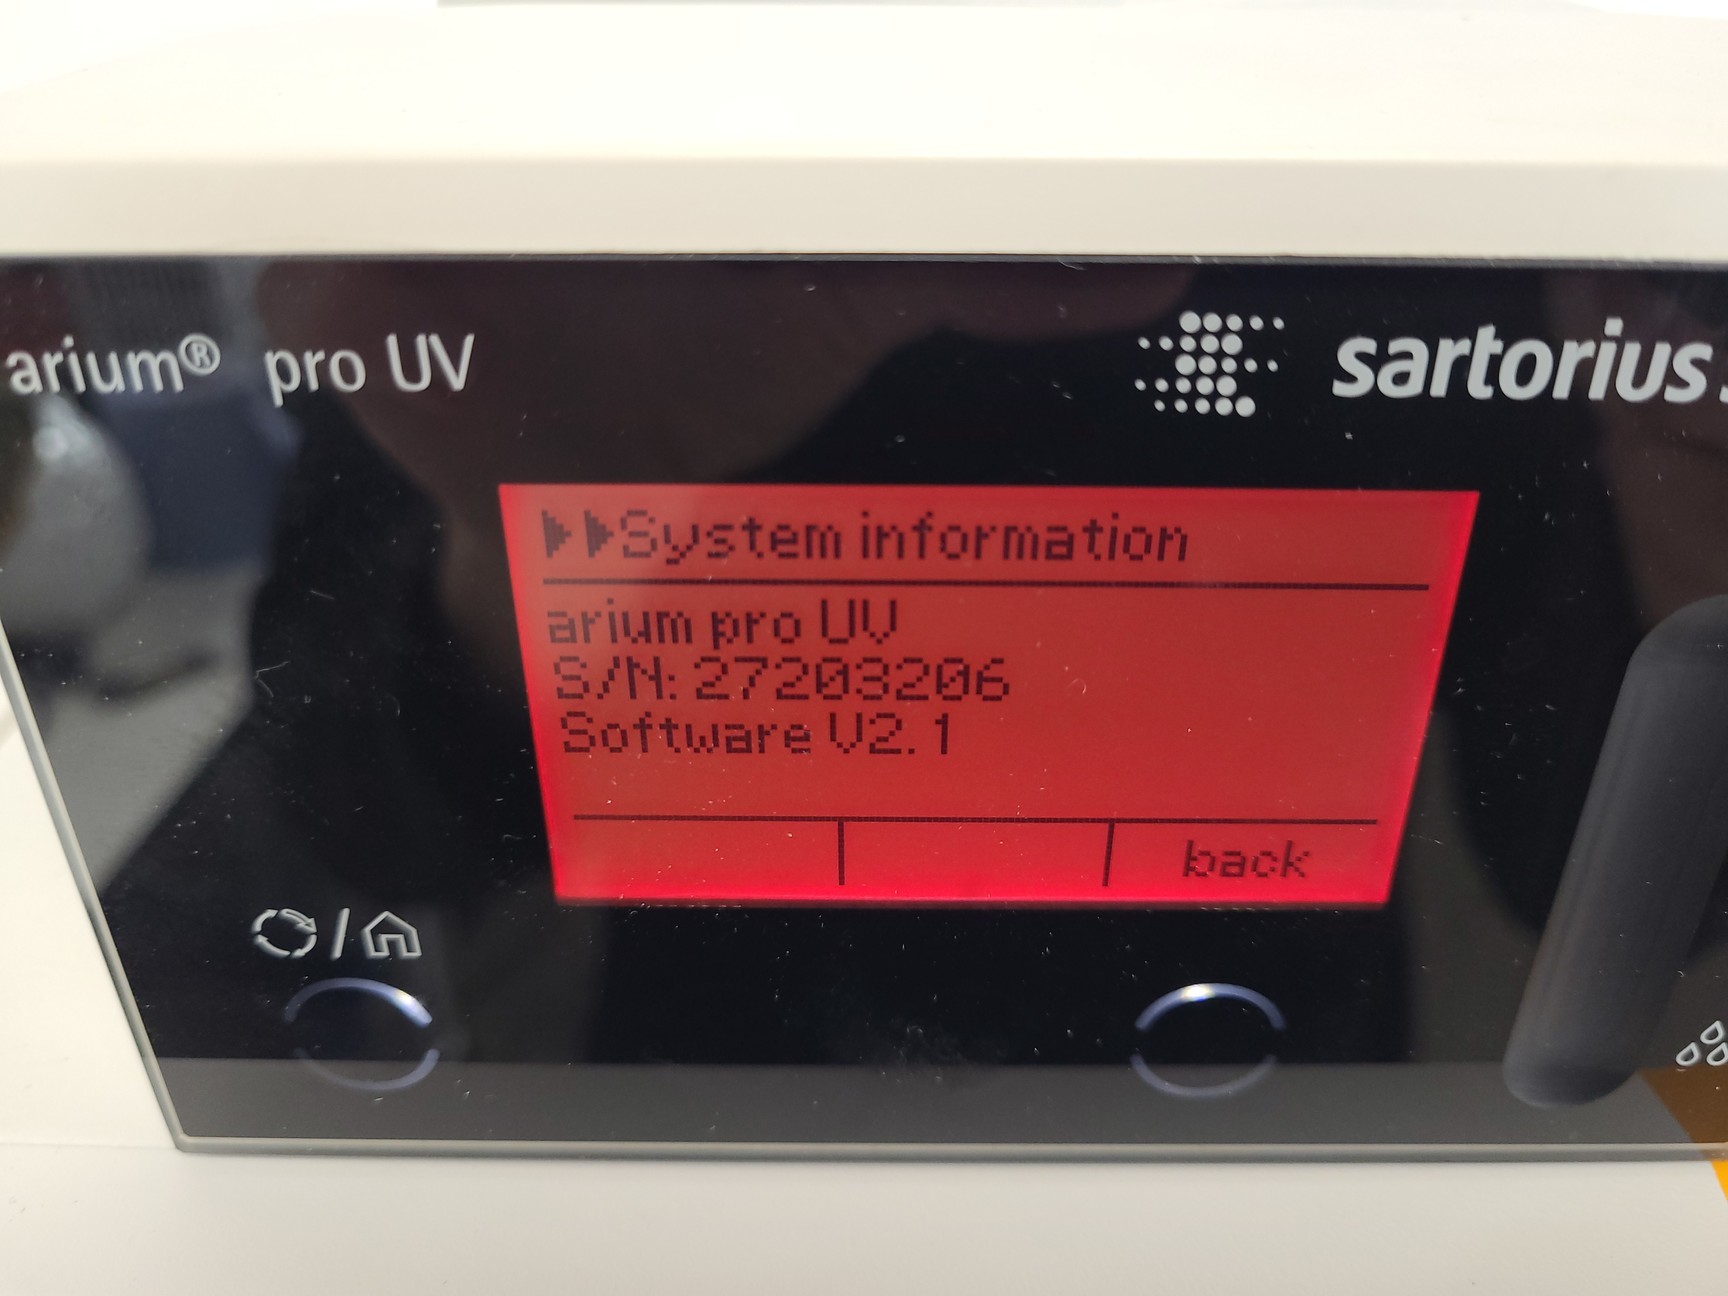 arium® pro UV
sartorius
▶▶System information
arium pro UV
S/N: 27203206
Software V2.1
back